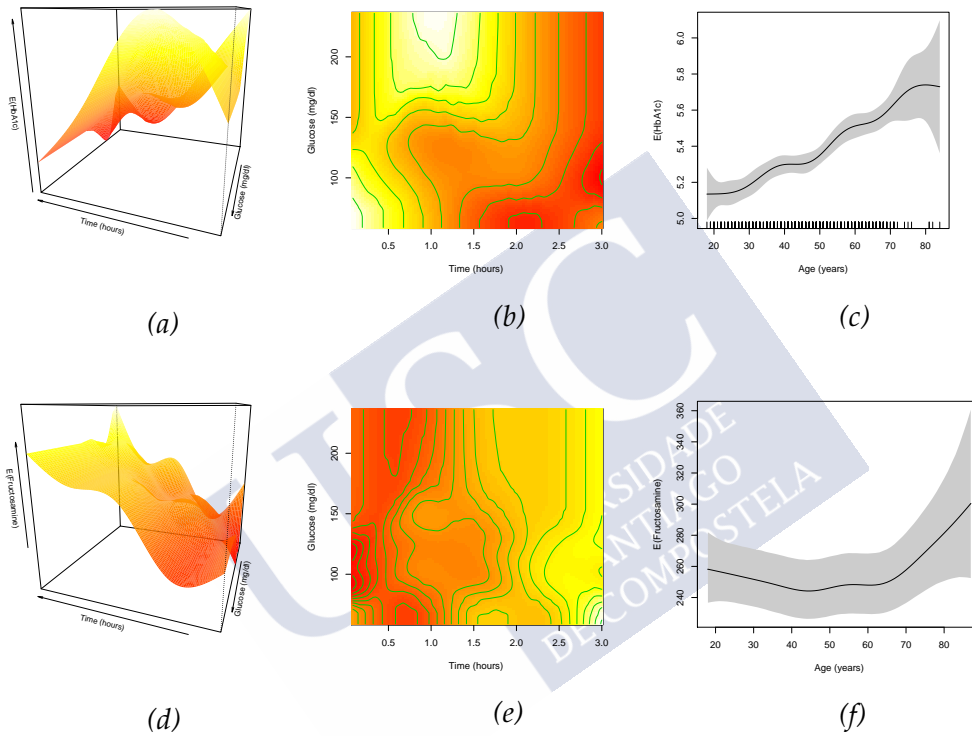 E(HbA1c)
Time (hours)
Glucose (mg/dl)
(a)
Glucose (mg/dl)
200
150
100
0.5 1.0 1.5 2.0 2.5 3.0
Time (hours)
(b)
E(HbA1c)
6.0
5.8
5.6
5.4
5.2
5.0
20 30 40 50 60 70 80
Age (years)
(c)
E(Fructosamine)
Time (hours)
Glucose (mg/dl)
(d)
Glucose (mg/dl)
200
150
100
0.5 1.0 1.5 2.0 2.5 3.0
Time (hours)
(e)
E(Fructosamine)
360
340
320
300
280
260
240
20 30 40 50 60 70 80
Age (years)
(f)
USC
DE COMPOSTELA